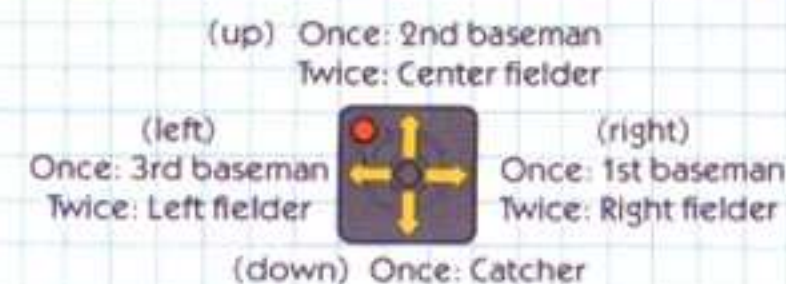 (up) Once: 2nd baseman
Twice: Center fielder
(left)
Once: 3rd baseman
Twice: Left fielder
(right)
Once: 1st baseman
Twice: Right fielder
(down) Once: Catcher